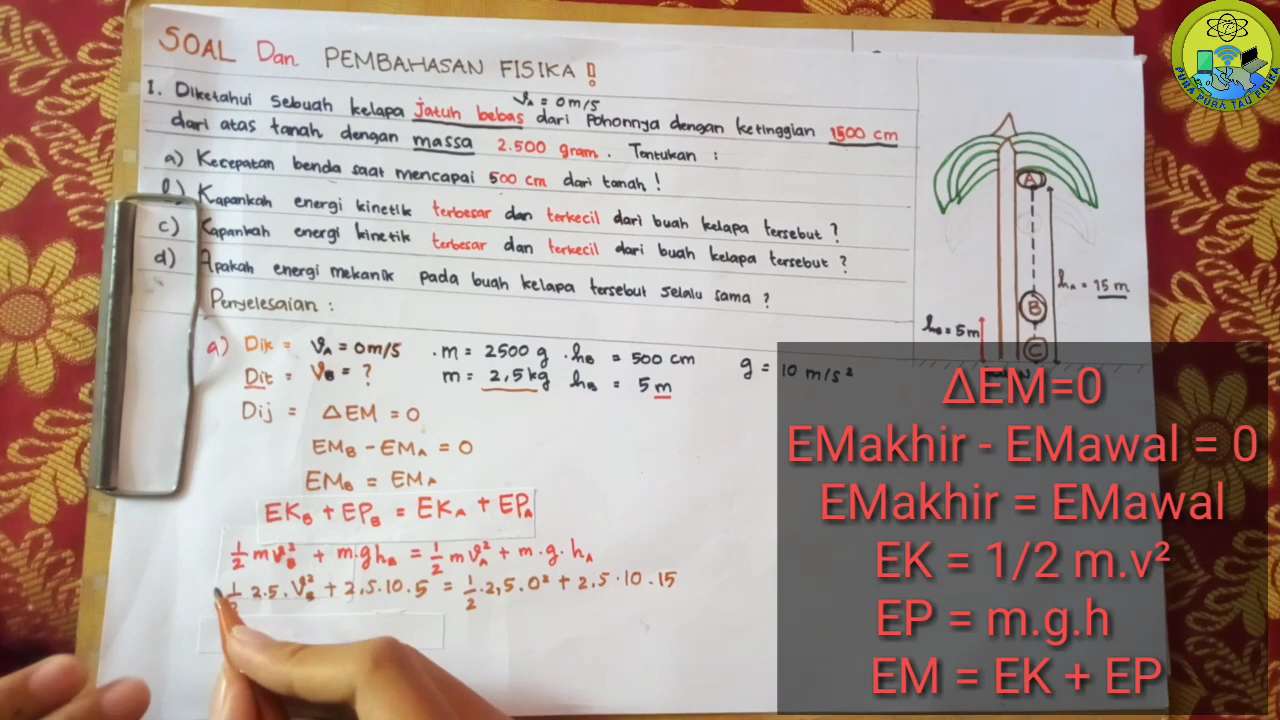 SOAL Dan PEMBAHASAN FISIKA !
1. Diketahui sebuah kelapa jatuh bebas dari pohonnya dengan ketinggian 1500 cm
vA = 0 m/s
dari atas tanah dengan massa 2.500 gram. Tentukan :
a) Kecepatan benda saat mencapai 500 cm dari tanah !
b) Kapankah energi kinetik terbesar dan terkecil dari buah kelapa tersebut ?
c) Kapankah energi kinetik terbesar dan terkecil dari buah kelapa tersebut ?
d) Apakah energi mekanik pada buah kelapa tersebut selalu sama ?
Penyelesaian :
a) Dik = vA = 0 m/s . m = 2500 g . hB = 500 cm g = 10 m/s²
Dit = vB = ? m = 2,5 kg hB = 5 m
Dij = ΔEM = 0
EMB - EMA = 0
EMB = EMA
EKB + EPB = EKA + EPA
1/2 m vB² + m.g hB = 1/2 m vA² + m.g.hA
1/2 2.5.vB² + 2,5.10.5 = 1/2.2,5.0² + 2,5.10.15
A
hA = 15 m
B
hB = 5 m
C
ΔEM=0
EMakhir - EMawal = 0
EMakhir = EMawal
EK = 1/2 m.v²
EP = m.g.h
EM = EK + EP
PURA PURA TAU FISIKA